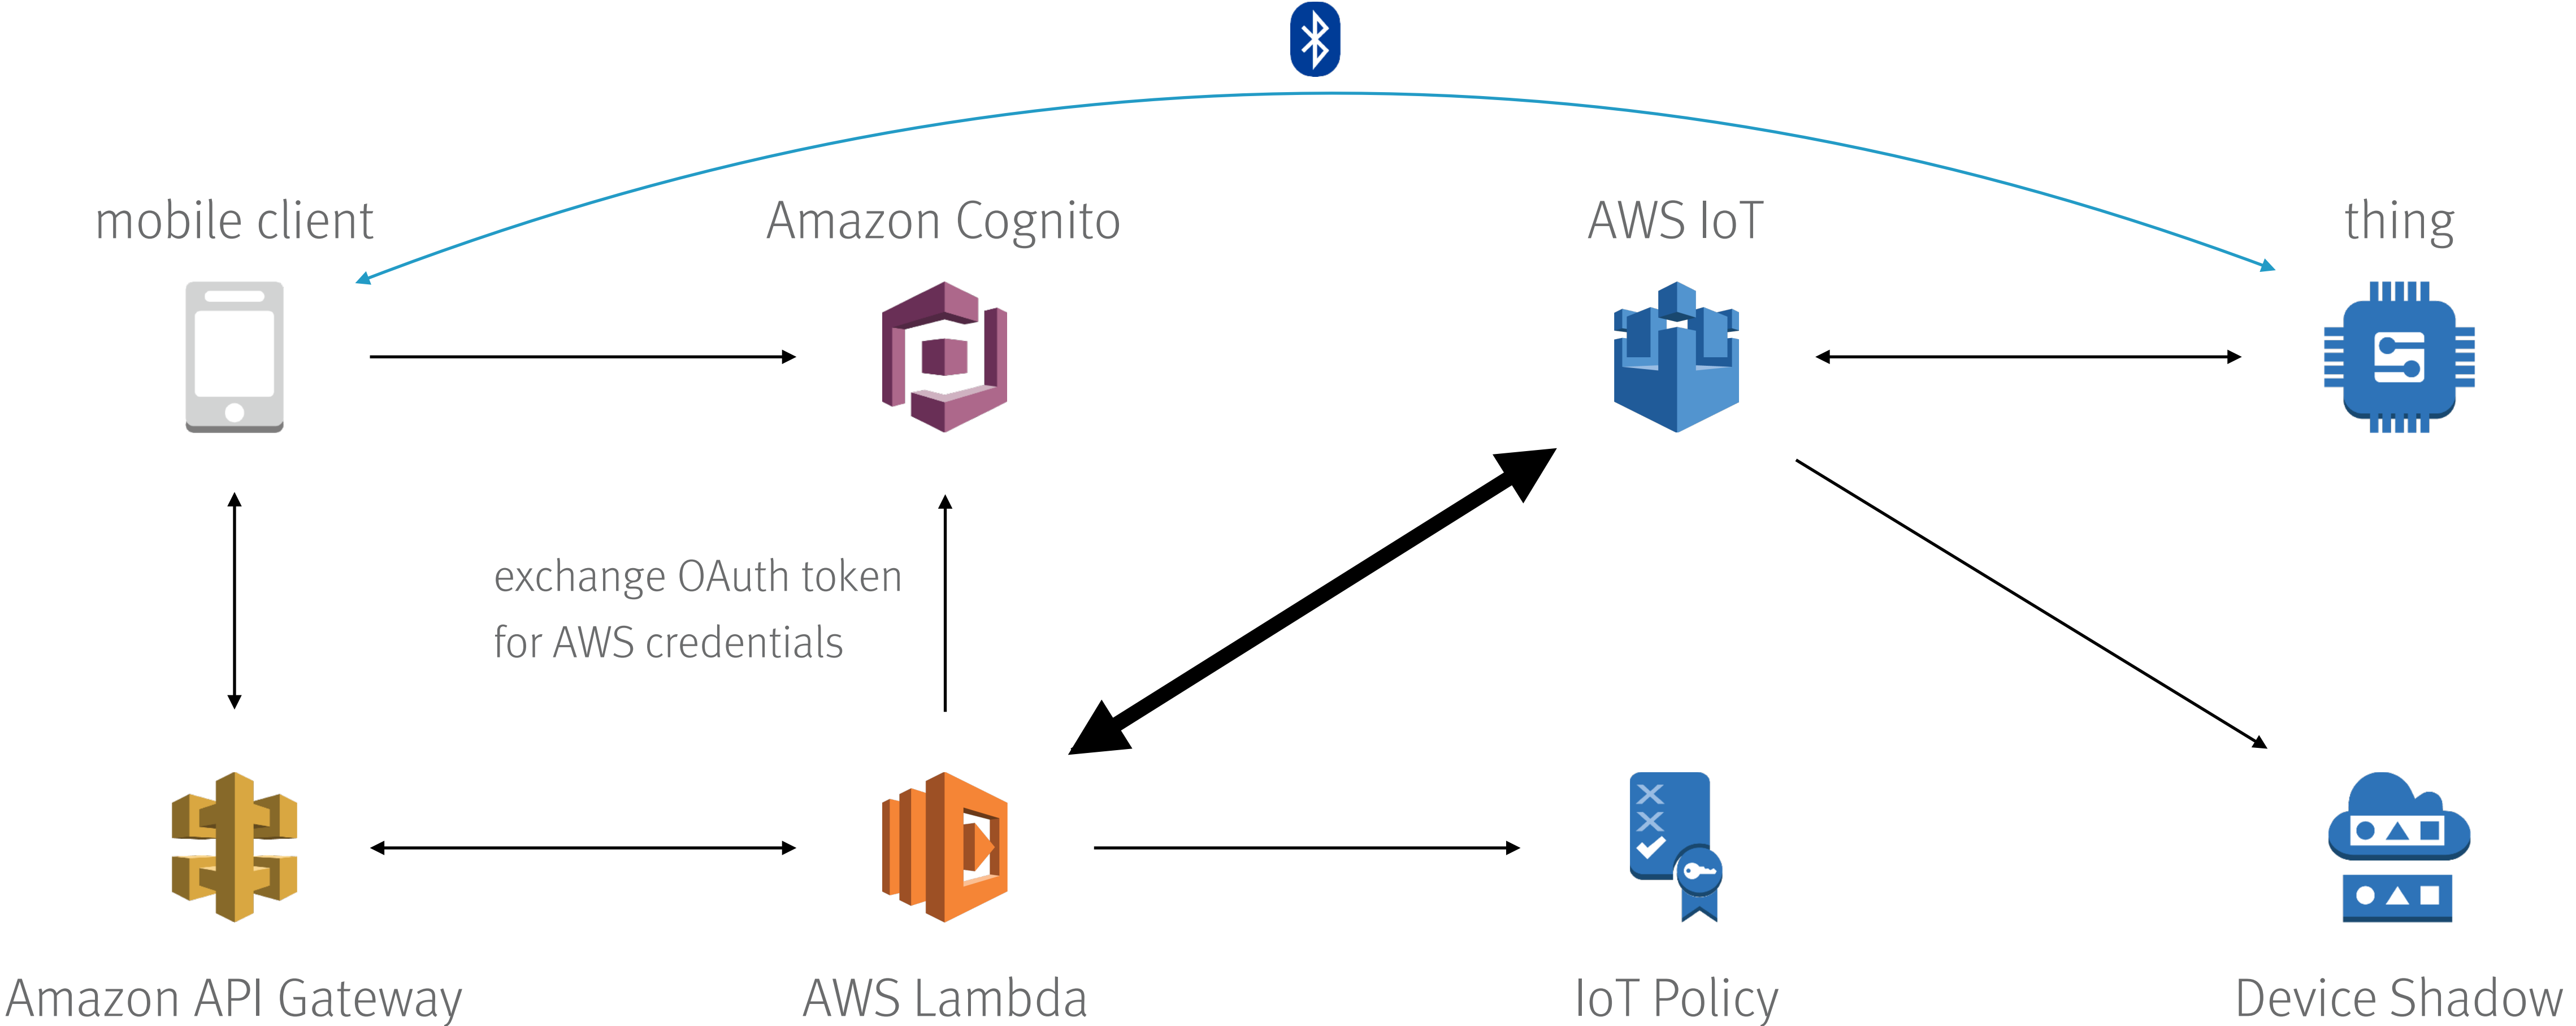 mobile client
Amazon Cognito
AWS IoT
thing
exchange OAuth token
for AWS credentials
Amazon API Gateway
AWS Lambda
IoT Policy
Device Shadow